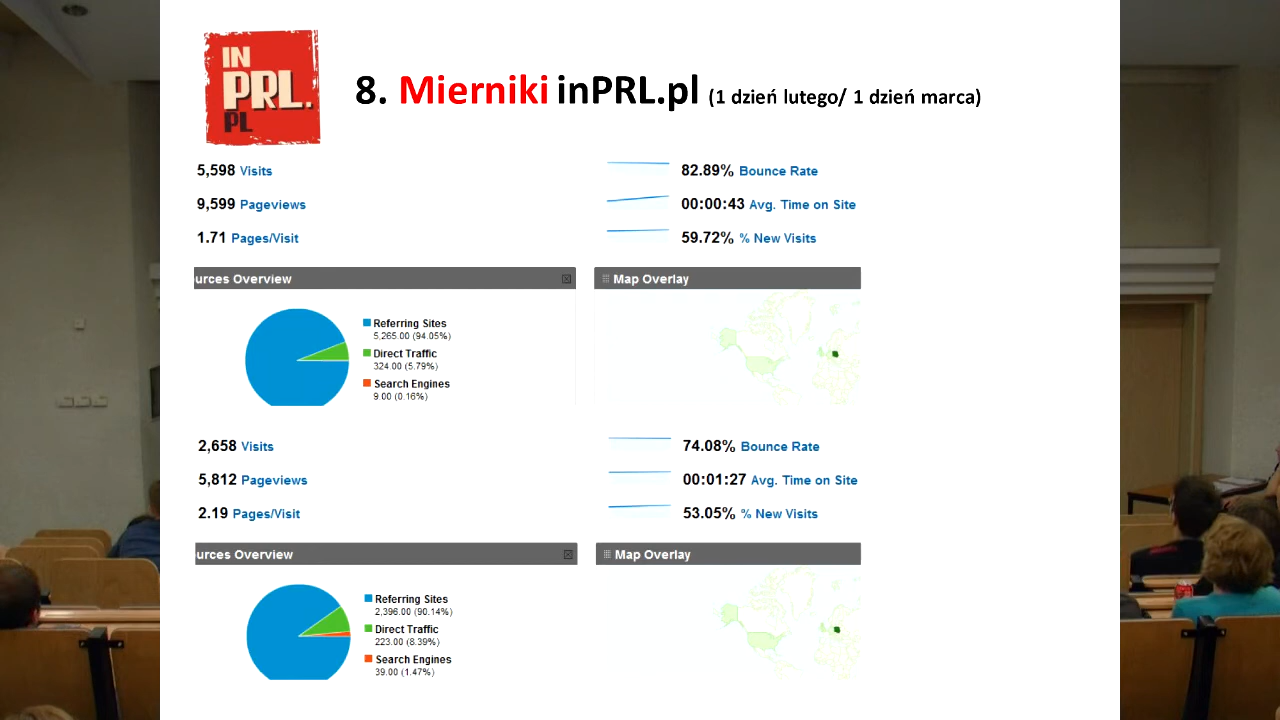 IN
PRL.
PL
8. Mierniki inPRL.pl (1 dzień lutego/ 1 dzień marca)
5,598 Visits
9,599 Pageviews
1.71 Pages/Visit
82.89% Bounce Rate
00:00:43 Avg. Time on Site
59.72% % New Visits
urces Overview
Referring Sites
5,265.00 (94.05%)
Direct Traffic
324.00 (5.79%)
Search Engines
9.00 (0.16%)
Map Overlay
2,658 Visits
5,812 Pageviews
2.19 Pages/Visit
74.08% Bounce Rate
00:01:27 Avg. Time on Site
53.05% % New Visits
urces Overview
Referring Sites
2,396.00 (90.14%)
Direct Traffic
223.00 (8.39%)
Search Engines
39.00 (1.47%)
Map Overlay